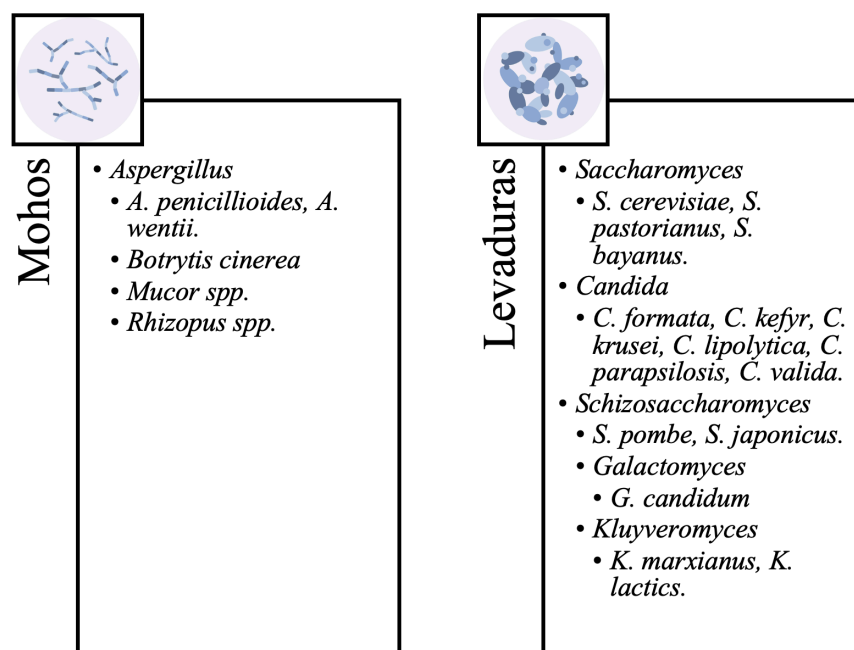 Mohos
• Aspergillus
• A. penicillioides, A.
wentii.
• Botrytis cinerea
• Mucor spp.
• Rhizopus spp.
Levaduras
• Saccharomyces
• S. cerevisiae, S.
pastorianus, S.
bayanus.
• Candida
• C. formata, C. kefyr, C.
krusei, C. lipolytica, C.
parapsilosis, C. valida.
• Schizosaccharomyces
• S. pombe, S. japonicus.
• Galactomyces
• G. candidum
• Kluyveromyces
• K. marxianus, K.
lactics.